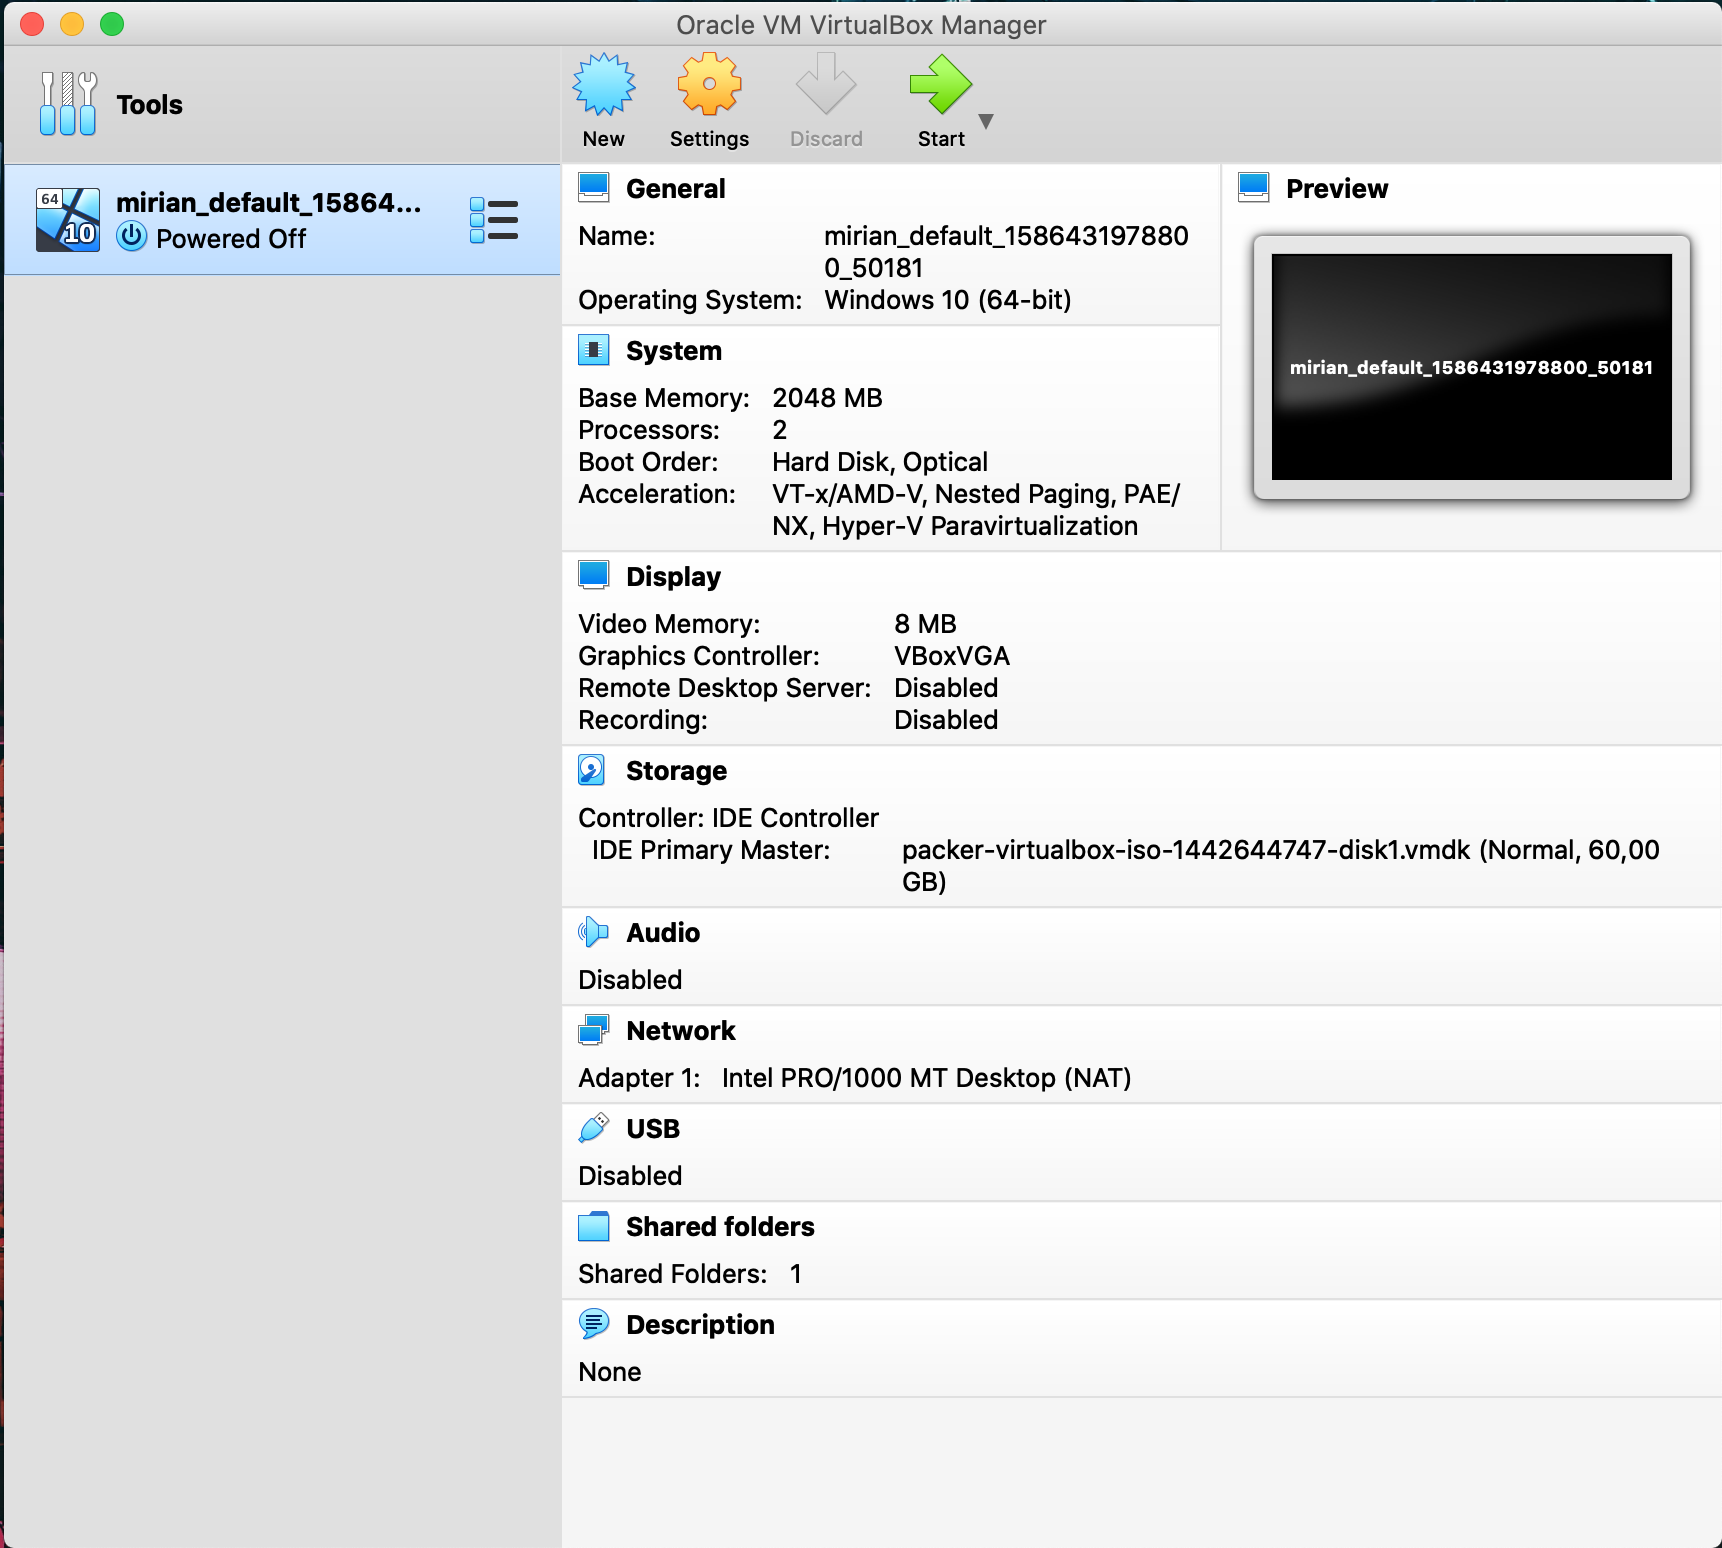 Oracle VM VirtualBox Manager
Tools
New
Settings
Discard
Start
64
10
mirian_default_15864...
Powered Off
General
Name: mirian_default_158643197880
0_50181
Operating System: Windows 10 (64-bit)
Preview
mirian_default_1586431978800_50181
System
Base Memory: 2048 MB
Processors: 2
Boot Order: Hard Disk, Optical
Acceleration: VT-x/AMD-V, Nested Paging, PAE/
NX, Hyper-V Paravirtualization
Display
Video Memory: 8 MB
Graphics Controller: VBoxVGA
Remote Desktop Server: Disabled
Recording: Disabled
Storage
Controller: IDE Controller
IDE Primary Master: packer-virtualbox-iso-1442644747-disk1.vmdk (Normal, 60,00
GB)
Audio
Disabled
Network
Adapter 1: Intel PRO/1000 MT Desktop (NAT)
USB
Disabled
Shared folders
Shared Folders: 1
Description
None